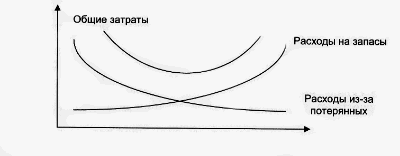 Общие затраты
Расходы на запасы
Расходы из-за
потерянных